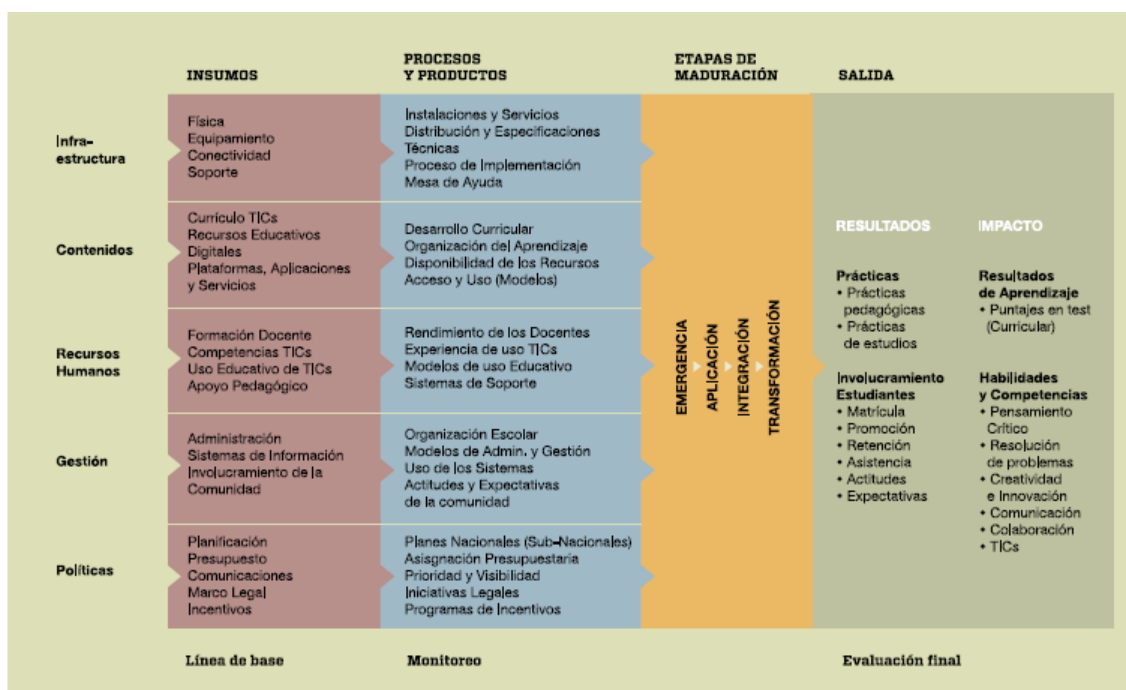 INSUMOS
PROCESOS
Y PRODUCTOS
ETAPAS DE
MADURACIÓN
SALIDA
Infra-
estructura
Física
Equipamiento
Conectividad
Soporte
Instalaciones y Servicios
Distribución y Especificaciones
Técnicas
Proceso de Implementación
Mesa de Ayuda
Contenidos
Currículo TICs
Recursos Educativos
Digitales
Plataformas, Aplicaciones
y Servicios
Desarrollo Curricular
Organización del Aprendizaje
Disponibilidad de los Recursos
Acceso y Uso (Modelos)
Recursos
Humanos
Formación Docente
Competencias TICs
Uso Educativo de TICs
Apoyo Pedagógico
Rendimiento de los Docentes
Experiencia de uso TICs
Modelos de uso Educativo
Sistemas de Soporte
Gestión
Administración
Sistemas de Información
Involucramiento de la
Comunidad
Organización Escolar
Modelos de Admin. y Gestión
Uso de los Sistemas
Actitudes y Expectativas
de la comunidad
Políticas
Planificación
Presupuesto
Comunicaciones
Marco Legal
Incentivos
Planes Nacionales (Sub-Nacionales)
Asisgnación Presupuestaria
Prioridad y Visibilidad
Iniciativas Legales
Programas de Incentivos
EMERGENCIA
APLICACIÓN
INTEGRACIÓN
TRANSFORMACIÓN
RESULTADOS
Prácticas
• Prácticas
pedagógicas
• Prácticas
de estudios
Involucramiento
Estudiantes
• Matrícula
• Promoción
• Retención
• Asistencia
• Actitudes
• Expectativas
IMPACTO
Resultados
de Aprendizaje
• Puntajes en test
(Curricular)
Habilidades
y Competencias
• Pensamiento
Crítico
• Resolución
de problemas
• Creatividad
e Innovación
• Comunicación
• Colaboración
• TICs
Línea de base
Monitoreo
Evaluación final